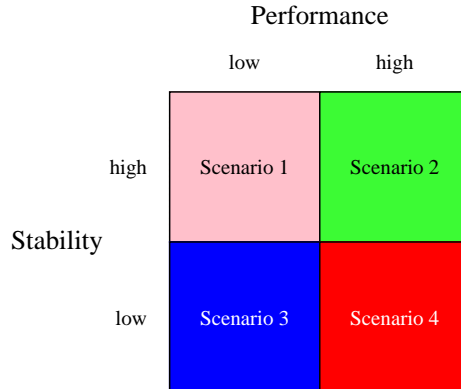 Performance
low high
high Scenario 1 Scenario 2
Stability
low Scenario 3 Scenario 4